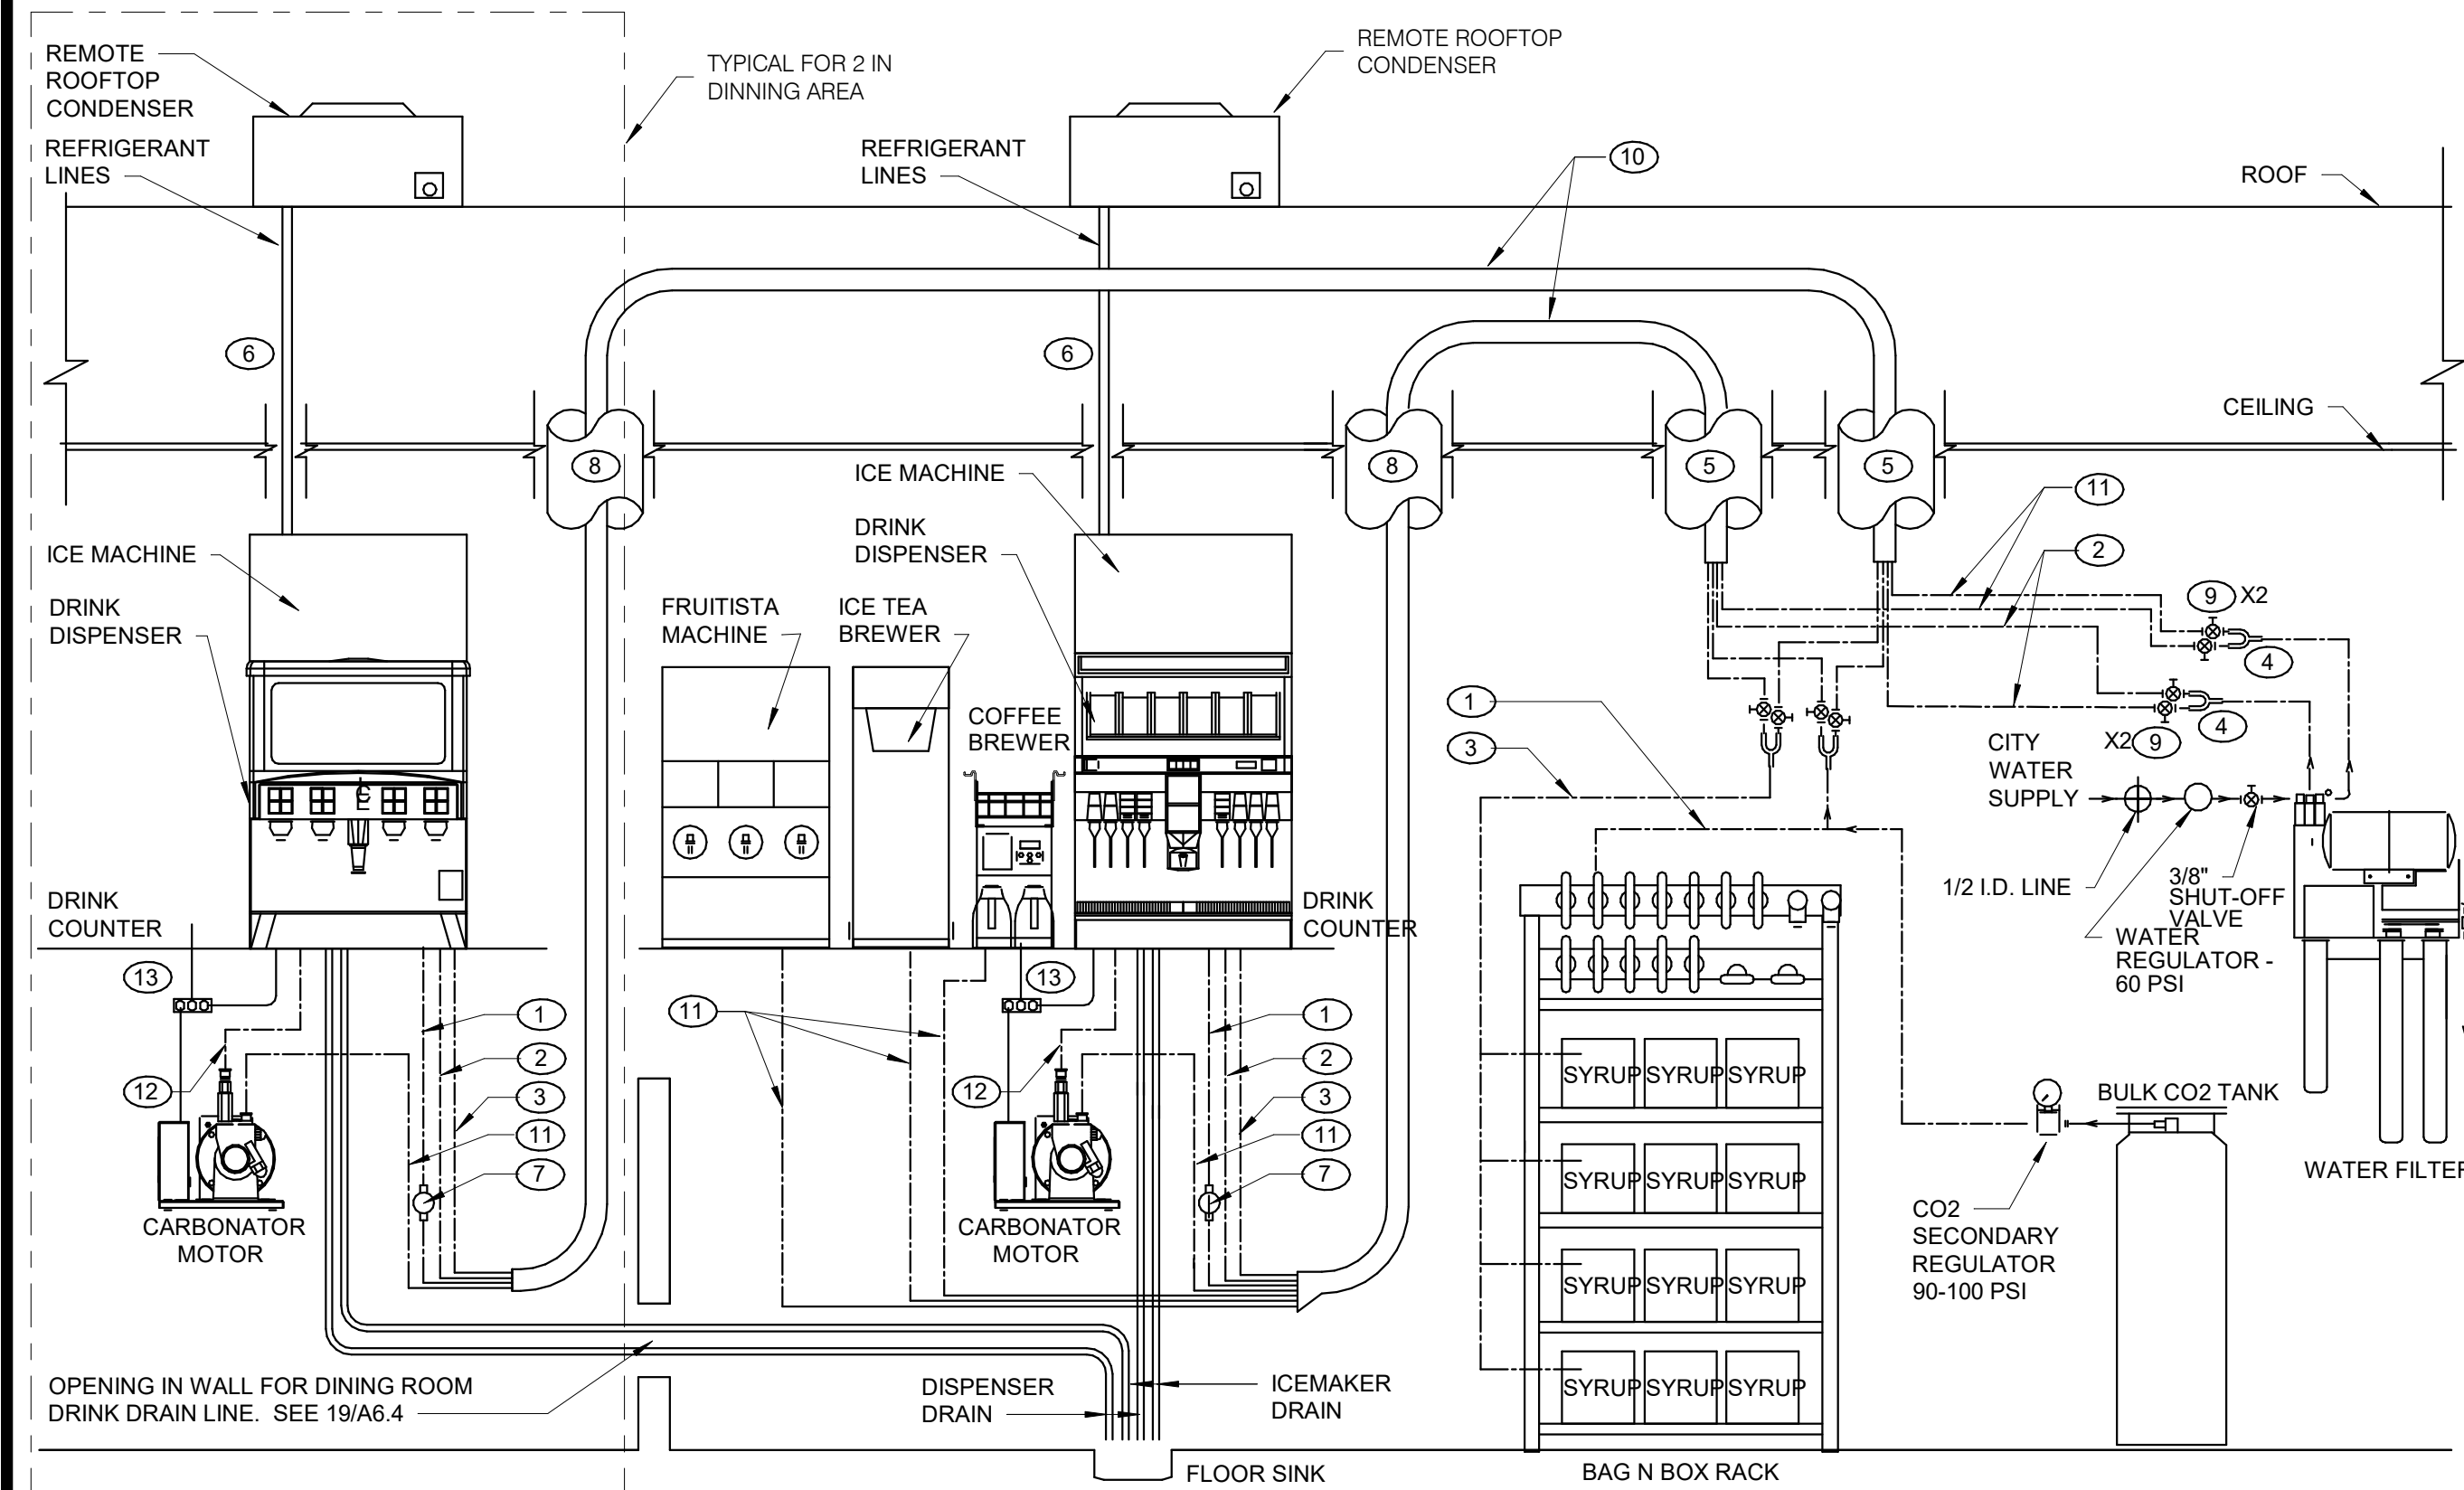 REMOTE
ROOFTOP
CONDENSER
REFRIGERANT
LINES
TYPICAL FOR 2 IN
DINNING AREA
REMOTE ROOFTOP
CONDENSER
REFRIGERANT
LINES
10
ROOF
6
6
CEILING
8
8
5
5
11
2
ICE MACHINE
DRINK
DISPENSER
ICE MACHINE
DRINK
DISPENSER
FRUITISTA
MACHINE
ICE TEA
BREWER
COFFEE
BREWER
9 X2
4
4
X2 9
1
3
CITY
WATER
SUPPLY
1/2 I.D. LINE
3/8"
SHUT-OFF
VALVE
WATER
REGULATOR -
60 PSI
DRINK
COUNTER
DRINK
COUNTER
13
13
11
1
2
3
11
7
12
12
1
2
3
11
7
CARBONATOR
MOTOR
CARBONATOR
MOTOR
SYRUP SYRUP SYRUP
SYRUP SYRUP SYRUP
SYRUP SYRUP SYRUP
SYRUP SYRUP SYRUP
BULK CO2 TANK
WATER FILTER
CO2
SECONDARY
REGULATOR
90-100 PSI
OPENING IN WALL FOR DINING ROOM
DRINK DRAIN LINE. SEE 19/A6.4
DISPENSER
DRAIN
ICEMAKER
DRAIN
FLOOR SINK
BAG N BOX RACK